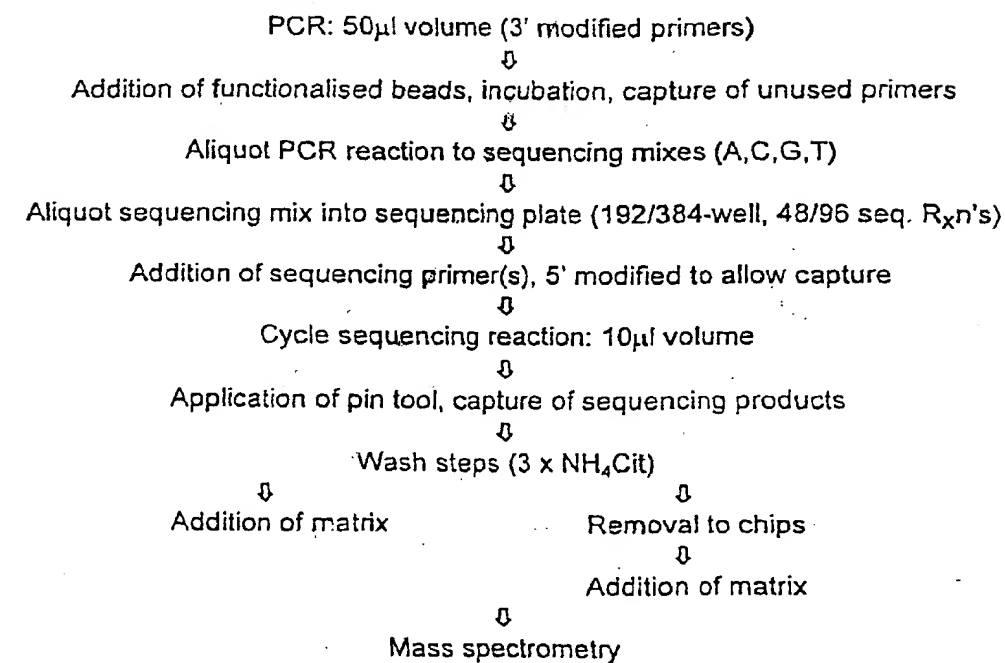 PCR: 50µl volume (3' modified primers)
⇩
Addition of functionalised beads, incubation, capture of unused primers
⇩
Aliquot PCR reaction to sequencing mixes (A,C,G,T)
⇩
Aliquot sequencing mix into sequencing plate (192/384-well, 48/96 seq. RXn's)
⇩
Addition of sequencing primer(s), 5' modified to allow capture
⇩
Cycle sequencing reaction: 10µl volume
⇩
Application of pin tool, capture of sequencing products
⇩
Wash steps (3 x NH4Cit)
⇩ ⇩
Addition of matrix Removal to chips
⇩
Addition of matrix
⇩
Mass spectrometry